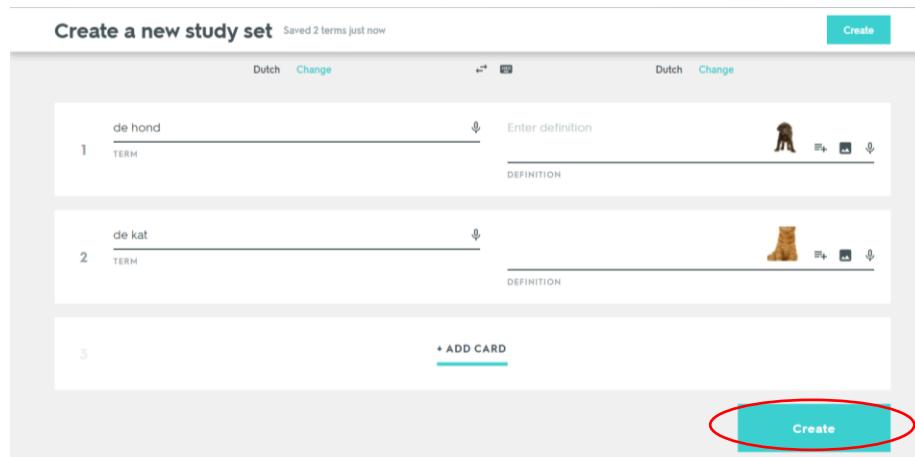 Create a new study set Saved 2 terms just now Create
Dutch Change Dutch Change
1 de hond Enter definition
TERM DEFINITION
2 de kat
TERM DEFINITION
3 + ADD CARD
Create